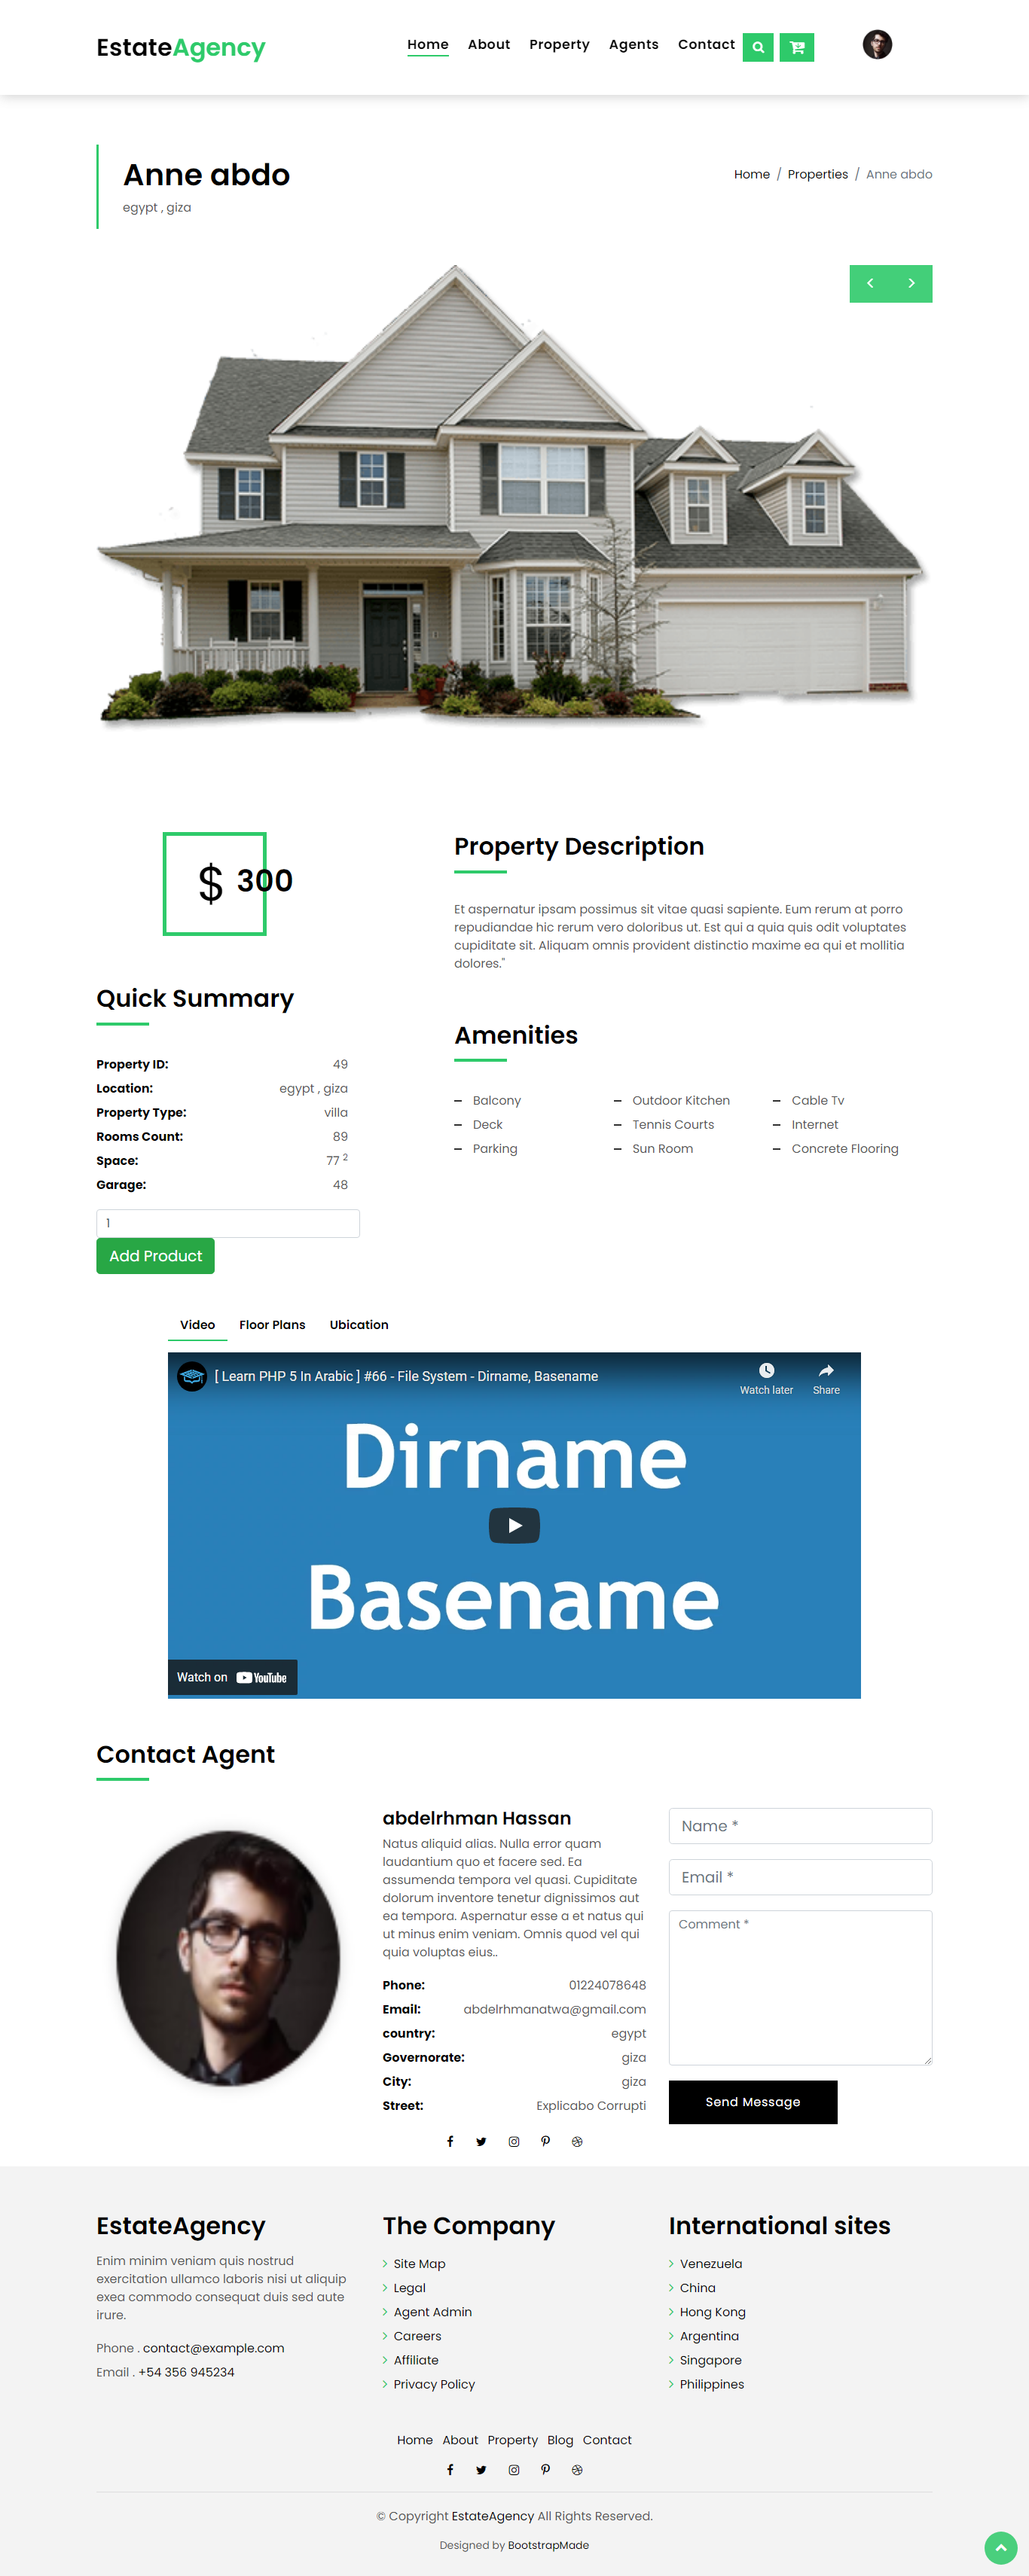 EstateAgency
Home About Property Agents Contact
Anne abdo
egypt , giza
Home / Properties / Anne abdo
$ 300
Quick Summary
Property ID: 49
Location: egypt , giza
Property Type: villa
Rooms Count: 89
Space: 77 2
Garage: 48
1
Add Product
Property Description
Et aspernatur ipsam possimus sit vitae quasi sapiente. Eum rerum at porro
repudiandae hic rerum vero doloribus ut. Est qui a quia quis odit voluptates
cupiditate sit. Aliquam omnis provident distinctio maxime ea qui et mollitia
dolores."
Amenities
Balcony
Deck
Parking
Outdoor Kitchen
Tennis Courts
Sun Room
Cable Tv
Internet
Concrete Flooring
Video Floor Plans Ubication
[ Learn PHP 5 In Arabic ] #66 - File System - Dirname, Basename
Watch later Share
Dirname
Basename
Watch on YouTube
Contact Agent
abdelrhman Hassan
Natus aliquid alias. Nulla error quam
laudantium quo et facere sed. Ea
assumenda tempora vel quasi. Cupiditate
dolorum inventore tenetur dignissimos aut
ea tempora. Aspernatur esse a et natus qui
ut minus enim veniam. Omnis quod vel qui
quia voluptas eius..
Phone: 01224078648
Email: abdelrhmanatwa@gmail.com
country: egypt
Governorate: giza
City: giza
Street: Explicabo Corrupti
Name *
Email *
Comment *
Send Message
EstateAgency
Enim minim veniam quis nostrud
exercitation ullamco laboris nisi ut aliquip
exea commodo consequat duis sed aute
irure.
Phone . contact@example.com
Email . +54 356 945234
The Company
Site Map
Legal
Agent Admin
Careers
Affiliate
Privacy Policy
International sites
Venezuela
China
Hong Kong
Argentina
Singapore
Philippines
Home About Property Blog Contact
© Copyright EstateAgency All Rights Reserved.
Designed by BootstrapMade